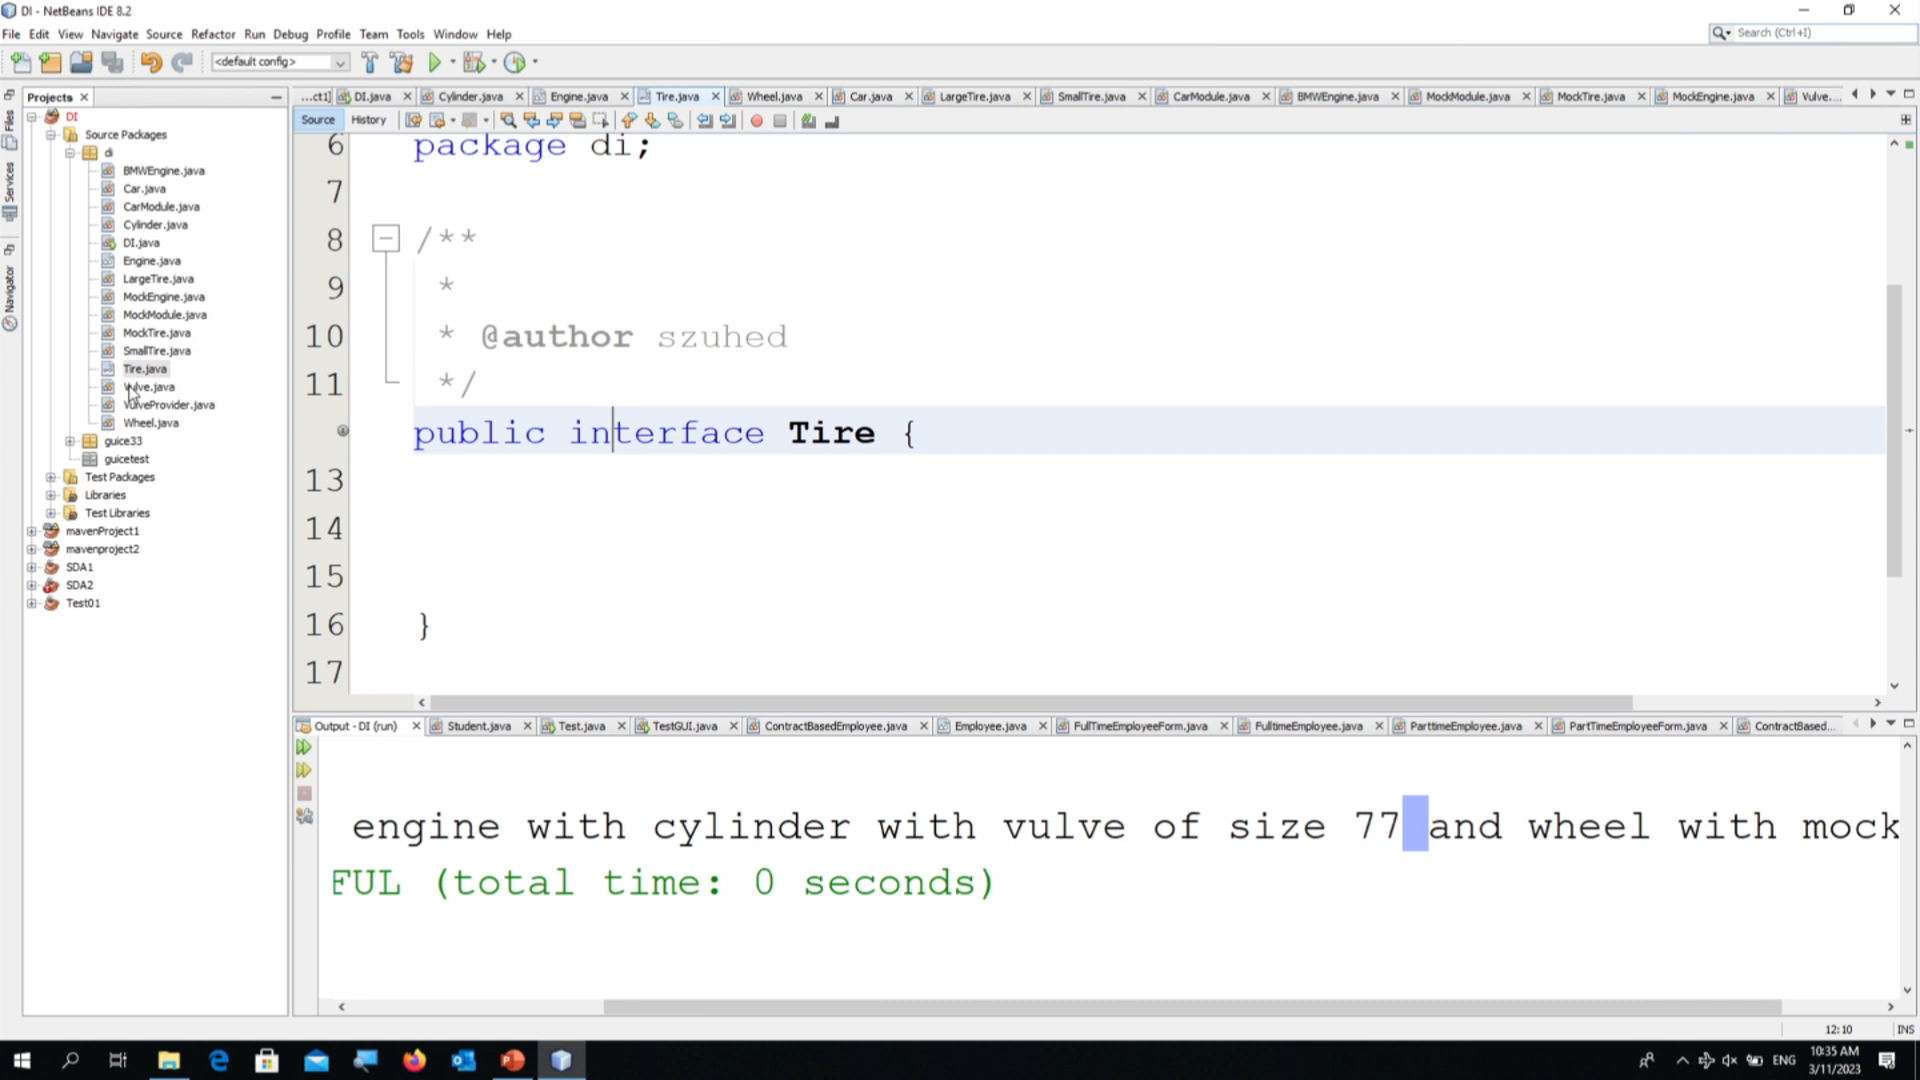 DI - NetBeans IDE 8.2
File Edit View Navigate Source Refactor Run Debug Profile Team Tools Window Help
Search (Ctrl+I)
<default config>
Projects
...ct1] DI.java Cylinder.java Engine.java Tire.java Wheel.java Car.java LargeTire.java SmallTire.java CarModule.java BMWEngine.java MockModule.java MockTire.java MockEngine.java Vulve....
Source History
Files
Services
Navigator
DI
Source Packages
di
BMWEngine.java
Car.java
CarModule.java
Cylinder.java
DI.java
Engine.java
LargeTire.java
MockEngine.java
MockModule.java
MockTire.java
SmallTire.java
Tire.java
Vulve.java
VulveProvider.java
Wheel.java
guice33
guicetest
Test Packages
Libraries
Test Libraries
mavenProject1
mavenproject2
SDA1
SDA2
Test01
6 package di;
7
8 /**
9 *
10 * @author szuhed
11 */
public interface Tire {
13
14
15
16 }
17
Output - DI (run) Student.java Test.java TestGUI.java ContractBasedEmployee.java Employee.java FullTimeEmployeeForm.java FulltimeEmployee.java ParttimeEmployee.java PartTimeEmployeeForm.java ContractBased...
engine with cylinder with vulve of size 77 and wheel with mock
FUL (total time: 0 seconds)
12:10 INS
ENG
10:35 AM
3/11/2023